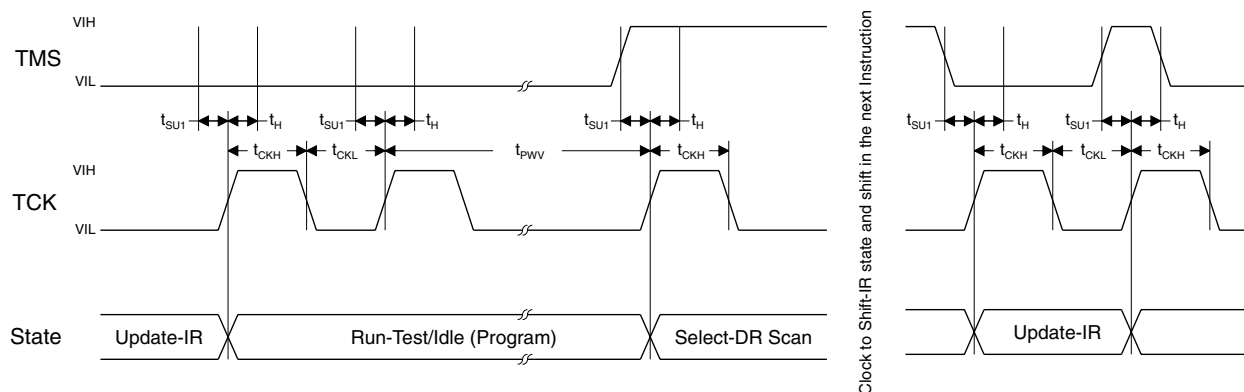 VIH
TMS
VIL
tSU1 tH tSU1 tH tSU1 tH tSU1 tH tSU1 tH
tCKH tCKL tPWV tCKH tCKH tCKL tCKH
VIH
TCK
VIL
State Update-IR Run-Test/Idle (Program) Select-DR Scan Update-IR
Clock to Shift-IR state and shift in the next Instruction